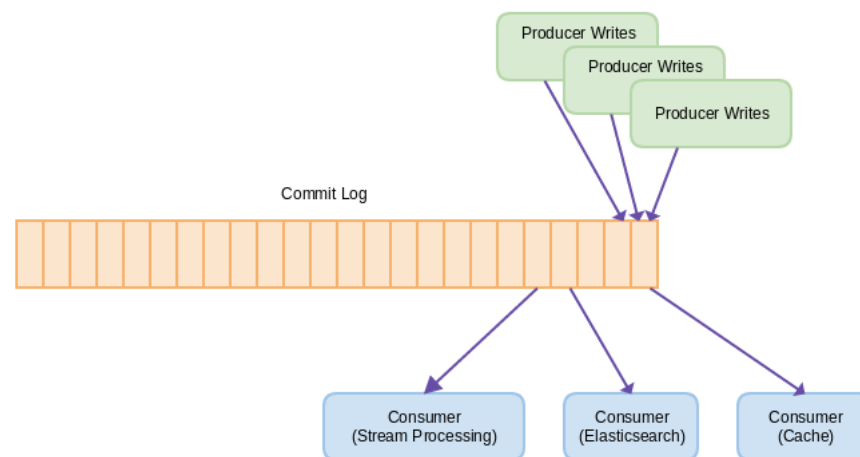 Producer Writes
Producer Writes
Producer Writes
Commit Log
Consumer
(Stream Processing)
Consumer
(Elasticsearch)
Consumer
(Cache)